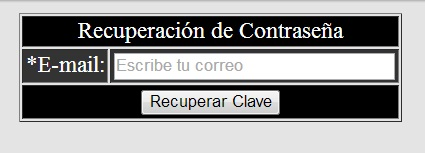 Recuperación de Contraseña
*E-mail: Escribe tu correo
Recuperar Clave